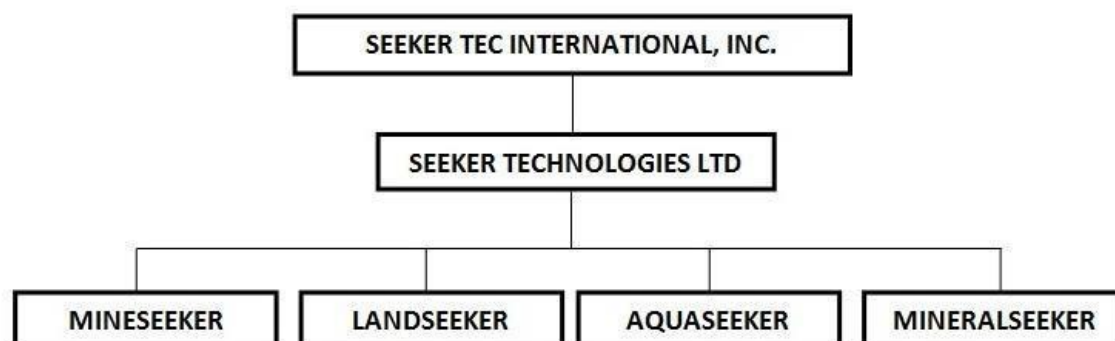 SEEKER TEC INTERNATIONAL, INC.
SEEKER TECHNOLOGIES LTD
MINESEEKER
LANDSEEKER
AQUASEEKER
MINERALSEEKER